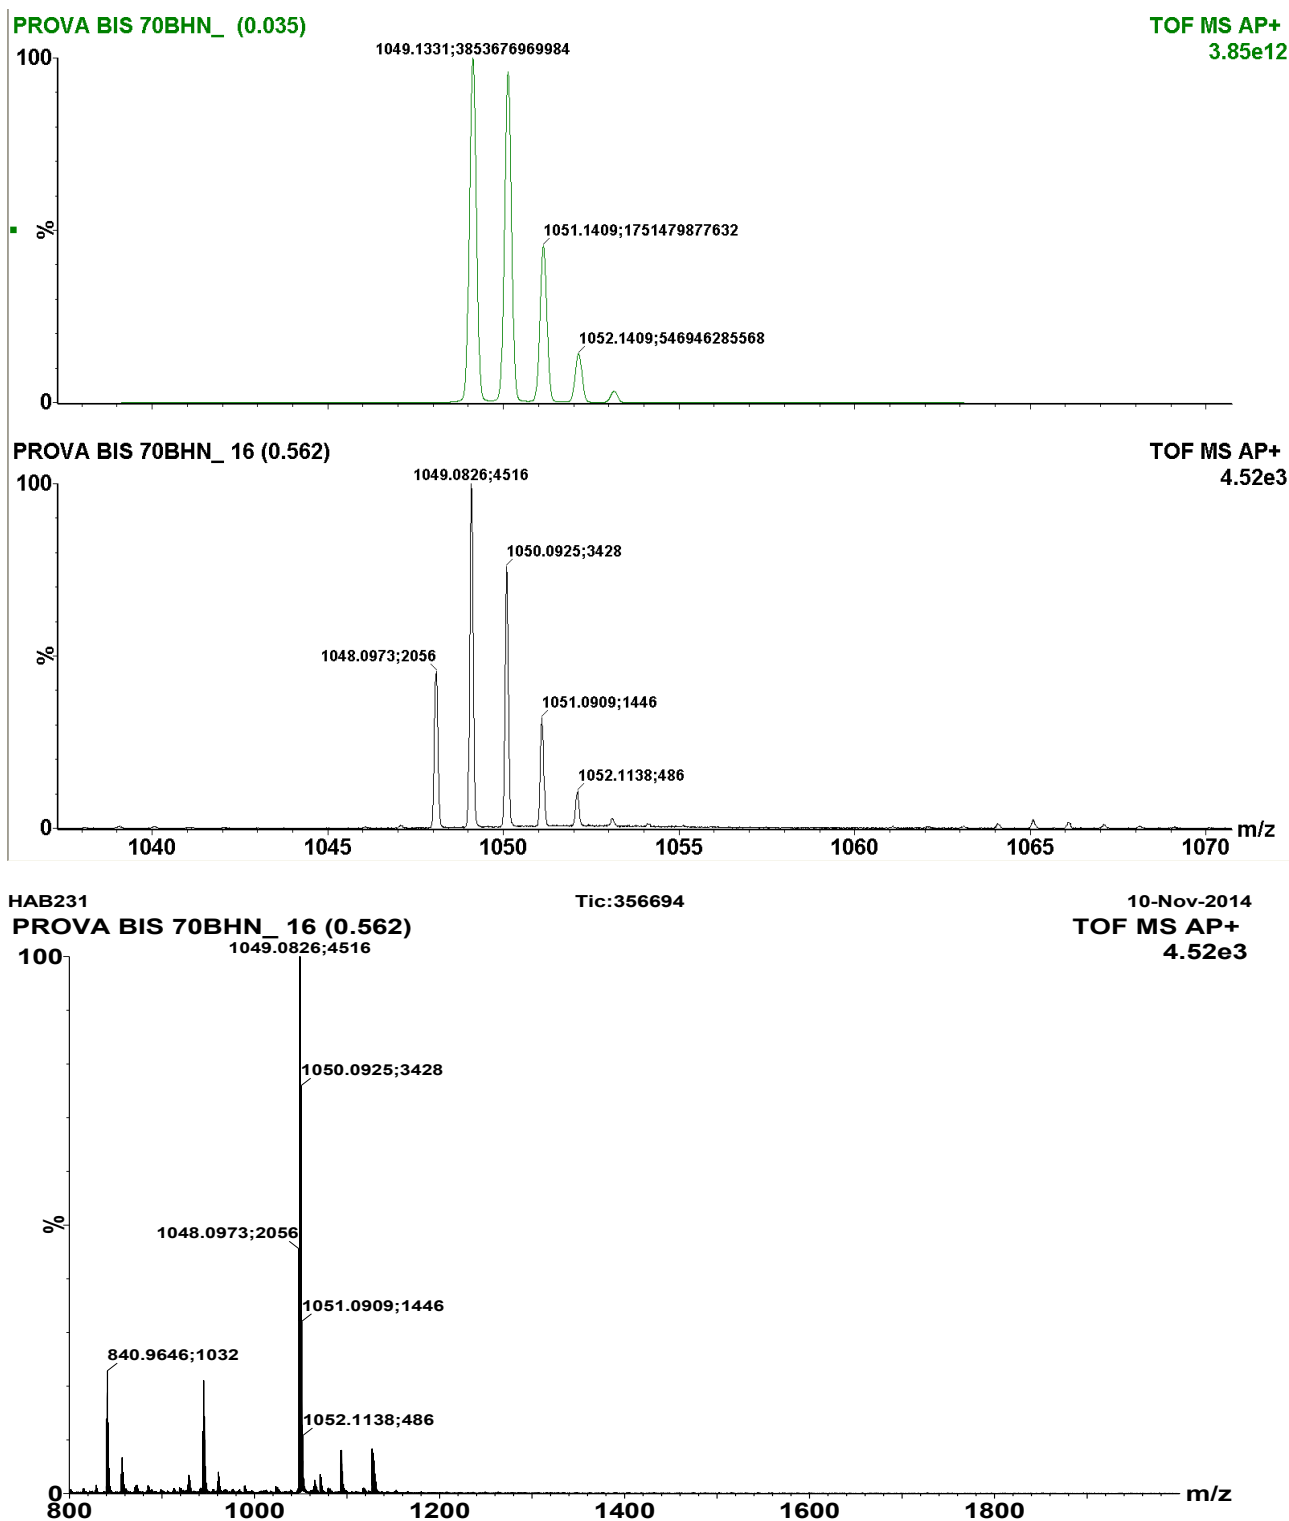 PROVA BIS 70BHN_ (0.035)
TOF MS AP+
3.85e12
1049.1331;3853676969984
100
1051.1409;1751479877632
%
1052.1409;546946285568
0
PROVA BIS 70BHN_ 16 (0.562)
TOF MS AP+
4.52e3
1049.0826;4516
100
1050.0925;3428
1048.0973;2056
%
1051.0909;1446
1052.1138;486
0
m/z
1040 1045 1050 1055 1060 1065 1070
HAB231 Tic:356694 10-Nov-2014
PROVA BIS 70BHN_ 16 (0.562)
TOF MS AP+
4.52e3
1049.0826;4516
100
1050.0925;3428
1048.0973;2056
%
1051.0909;1446
840.9646;1032
1052.1138;486
0
m/z
800 1000 1200 1400 1600 1800